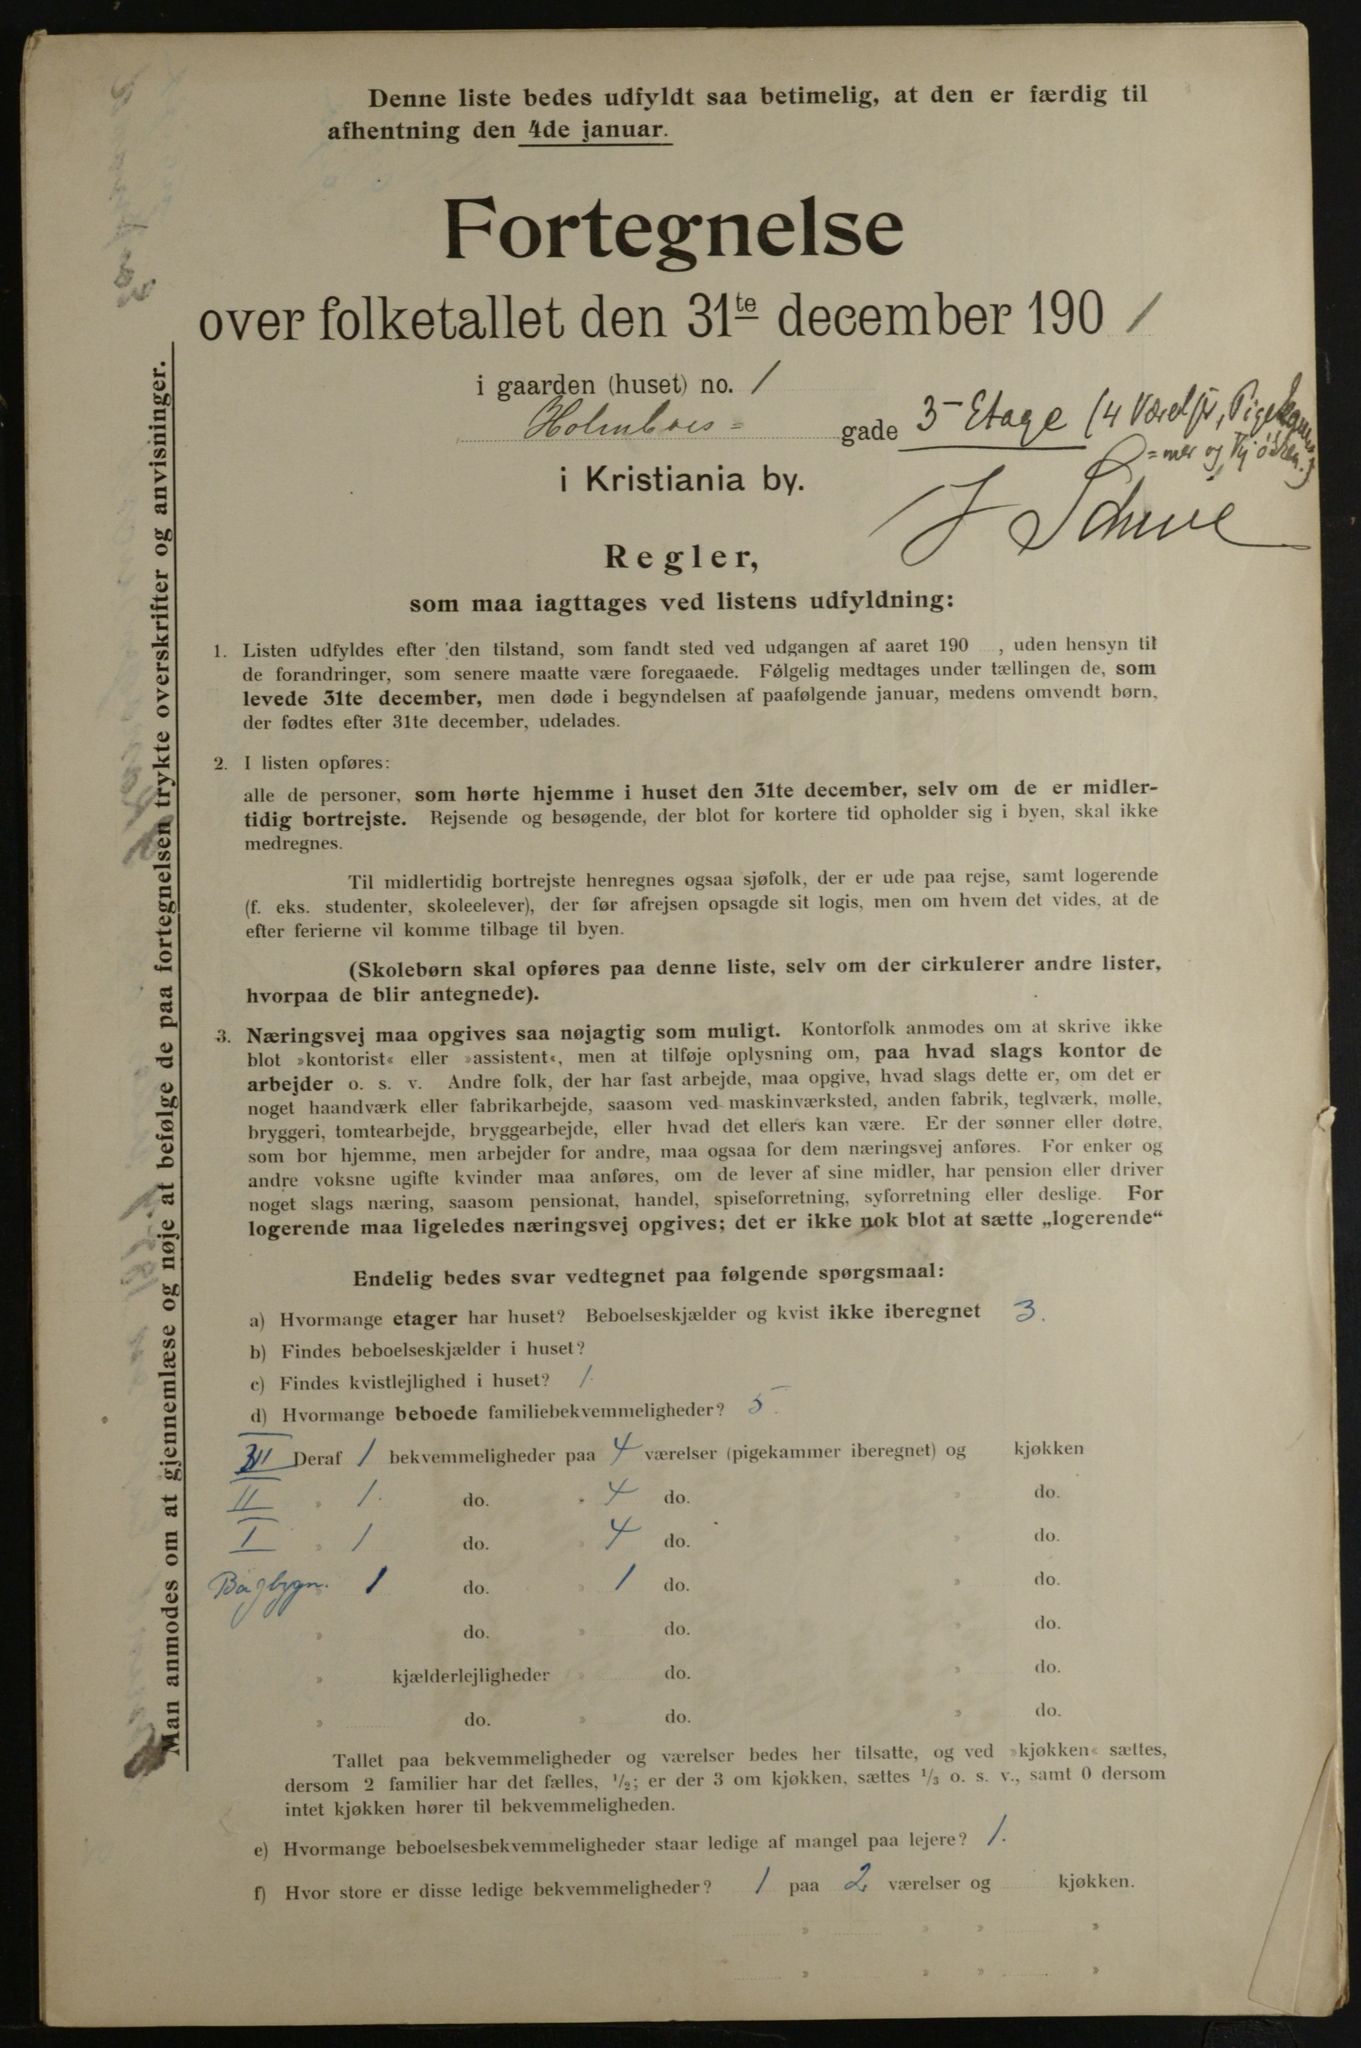 Denne liste bedes udfyldt saa betimelig, at den er færdig til
afhentning den 4de januar.
Fortegnelse
over folketallet den 31te december 190 1
i gaarden (huset) no. 1
Holmboes= gade 3- Etage (4 Værelser, Pigekam
=mer og Kjøkken.)
i Kristiania by.
J
Regler,
som maa iagttages ved listens udfyldning:
1. Listen udfyldes efter den tilstand, som fandt sted ved udgangen af aaret 190 , uden hensyn til
de forandringer, som senere maatte være foregaaede. Følgelig medtages under tællingen de, som
levede 31te december, men døde i begyndelsen af paafølgende januar, medens omvendt børn,
der fødtes efter 31te december, udelades.
2. I listen opføres:
alle de personer, som hørte hjemme i huset den 31te december, selv om de er midler-
tidig bortrejste. Rejsende og besøgende, der blot for kortere tid opholder sig i byen, skal ikke
medregnes.
Til midlertidig bortrejste henregnes ogsaa sjøfolk, der er ude paa rejse, samt logerende
(f. eks. studenter, skoleelever), der før afrejsen opsagde sit logis, men om hvem det vides, at de
efter ferierne vil komme tilbage til byen.
(Skolebørn skal opføres paa denne liste, selv om der cirkulerer andre lister,
hvorpaa de blir antegnede).
3. Næringsvej maa opgives saa nøjagtig som muligt. Kontorfolk anmodes om at skrive ikke
blot »kontorist« eller »assistent«, men at tilføje oplysning om, paa hvad slags kontor de
arbejder o. s. v. Andre folk, der har fast arbejde, maa opgive, hvad slags dette er, om det er
noget haandværk eller fabrikarbejde, saasom ved maskinværksted, anden fabrik, teglværk, mølle,
bryggeri, tomtearbejde, bryggearbejde, eller hvad det ellers kan være. Er der sønner eller døtre,
som bor hjemme, men arbejder for andre, maa ogsaa for dem næringsvej anføres. For enker og
andre voksne ugifte kvinder maa anføres, om de lever af sine midler, har pension eller driver
noget slags næring, saasom pensionat, handel, spiseforretning, syforretning eller deslige. For
logerende maa ligeledes næringsvej opgives; det er ikke nok blot at sætte „logerende“
Endelig bedes svar vedtegnet paa følgende spørgsmaal:
a) Hvormange etager har huset? Beboelseskjælder og kvist ikke iberegnet 3.
b) Findes beboelseskjælder i huset?
c) Findes kvistlejlighed i huset? 1
d) Hvormange beboede familiebekvemmeligheder? 5
III Deraf 1 bekvemmeligheder paa 4 værelser (pigekammer iberegnet) og kjøkken
II » 1 do. » 4 do. » do.
I » 1 do. » 4 do. » do.
Bagbygn. 1 do. » 1 do. » do.
» do. » do. » do.
» kjælderlejligheder » do. » do.
» do. » do. » do.
Tallet paa bekvemmeligheder og værelser bedes her tilsatte, og ved »kjøkken« sættes,
dersom 2 familier har det fælles, 1/2; er der 3 om kjøkken, sættes 1/3 o. s. v., samt 0 dersom
intet kjøkken hører til bekvemmeligheden.
e) Hvormange beboelsesbekvemmeligheder staar ledige af mangel paa lejere? 1.
f) Hvor store er disse ledige bekvemmeligheder? 1 paa 2 værelser og kjøkken.
» » » »
» » » »
Man anmodes om at gjennemlæse og nøje at befølge de paa fortegnelsen trykte overskrifter og anvisninger.